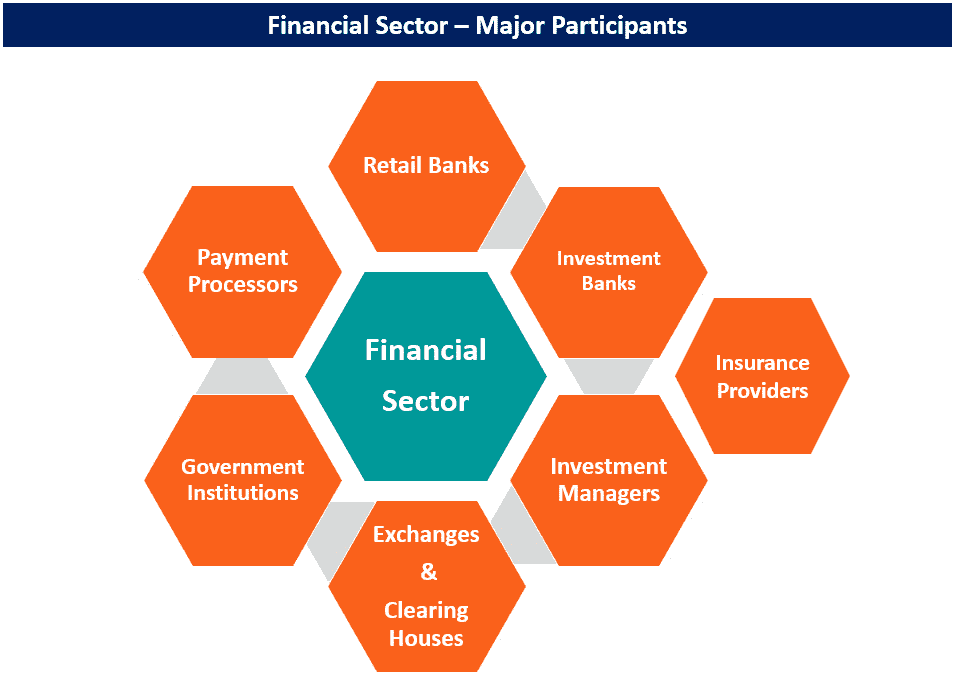 Financial Sector – Major Participants
Retail Banks
Payment
Processors
Investment
Banks
Financial
Sector
Insurance
Providers
Government
Institutions
Investment
Managers
Exchanges
&
Clearing
Houses